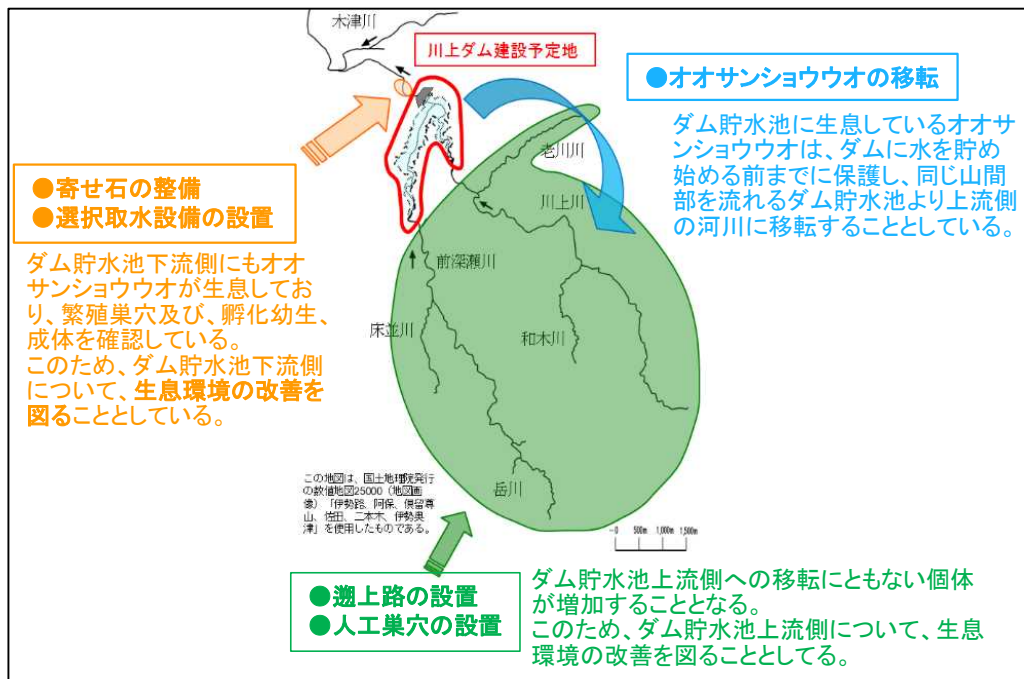 木津川
川上ダム建設予定地
●オオサンショウウオの移転
ダム貯水池に生息しているオオサ
ンショウウオは、ダムに水を貯め
始める前までに保護し、同じ山間
部を流れるダム貯水池より上流側
の河川に移転することとしている。
老川川
川上川
●寄せ石の整備
●選択取水設備の設置
ダム貯水池下流側にもオオ
サンショウウオが生息してお
り、繁殖巣穴及び、孵化幼生、
成体を確認している。
このため、ダム貯水池下流側
について、生息環境の改善を
図ることとしている。
前深瀬川
床並川
和木川
岳川
この地図は、国土地理院発行
の数値地図25000（地図画
像）「伊勢路、阿保、倶留尊
山、佐田、二本木、伊勢奥
津」を使用したものである。
0 500m 1,000m 1,500m
●遡上路の設置
●人工巣穴の設置
ダム貯水池上流側への移転にともない個体
が増加することとなる。
このため、ダム貯水池上流側について、生息
環境の改善を図ることとしてる。